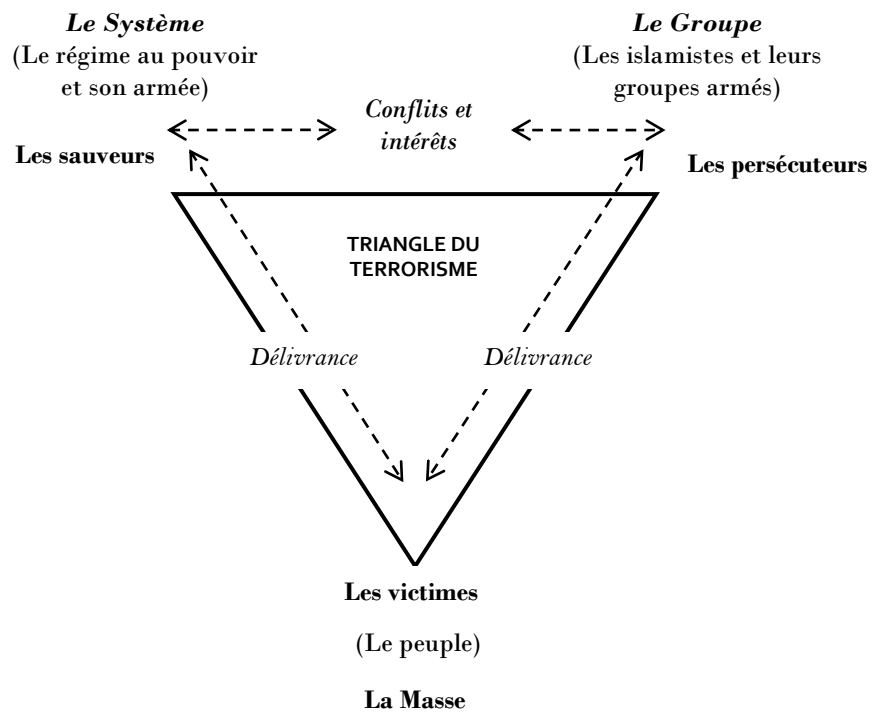 Le Système
(Le régime au pouvoir
et son armée)
Le Groupe
(Les islamistes et leurs
groupes armés)
Conflits et
intérêts
Les sauveurs
Les persécuteurs
TRIANGLE DU
TERRORISME
Délivrance
Délivrance
Les victimes
(Le peuple)
La Masse